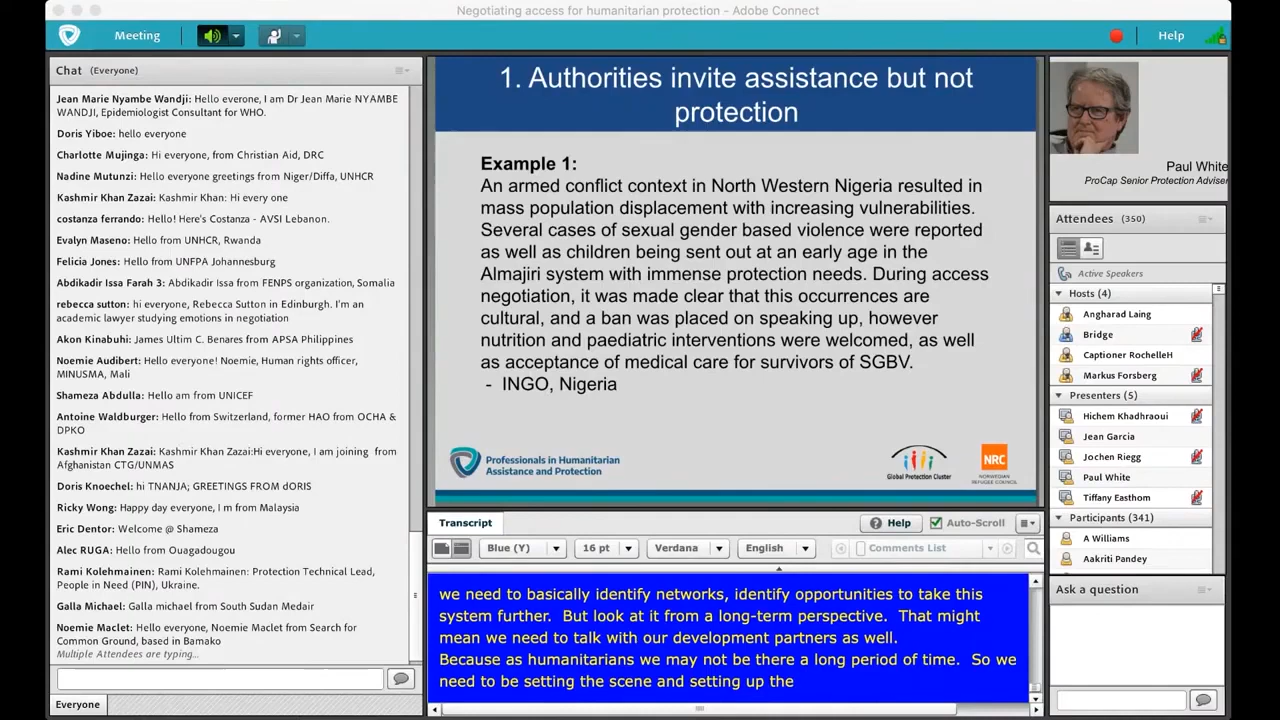 Negotiating access for humanitarian protection - Adobe Connect
Meeting
Help
Chat (Everyone)
Jean Marie Nyambe Wandji: Hello everone, I am Dr Jean Marie NYAMBE
WANDJI, Epidemiologist Consultant for WHO.
Doris Yiboe: hello everyone
Charlotte Mujinga: Hi everyone, from Christian Aid, DRC
Nadine Mutunzi: Hello everyone greetings from Niger/Diffa, UNHCR
Kashmir Khan Zazai: Kashmir Khan: Hi every one
costanza ferrando: Hello! Here's Costanza - AVSI Lebanon.
Evalyn Maseno: Hello from UNHCR, Rwanda
Felicia Jones: Hello from UNFPA Johannesburg
Abdikadir Issa Farah 3: Abdikadir Issa from FENPS organization, Somalia
rebecca sutton: hi everyone, Rebecca Sutton in Edinburgh. I'm an
academic lawyer studying emotions in negotiation
Akon Kinabuhi: James Ultim C. Benares from APSA Philippines
Noemie Audibert: Hello everyone! Noemie, Human rights officer,
MINUSMA, Mali
Shameza Abdulla: Hello am from UNICEF
Antoine Waldburger: Hello from Switzerland, former HAO from OCHA &
DPKO
Kashmir Khan Zazai: Kashmir Khan Zazai:Hi everyone, I am joining from
Afghanistan CTG/UNMAS
Doris Knoechel: hi TNANJA; GREETINGS FROM dORIS
Ricky Wong: Happy day everyone, I m from Malaysia
Eric Dentor: Welcome @ Shameza
Alec RUGA: Hello from Ouagadougou
Rami Kolehmainen: Rami Kolehmainen: Protection Technical Lead,
People in Need (PIN), Ukraine.
Galla Michael: Galla michael from South Sudan Medair
Noemie Maclet: Hello everyone, Noemie Maclet from Search for
Common Ground, based in Bamako
Multiple Attendees are typing...
Everyone
1. Authorities invite assistance but not
protection
Example 1:
An armed conflict context in North Western Nigeria resulted in
mass population displacement with increasing vulnerabilities.
Several cases of sexual gender based violence were reported
as well as children being sent out at an early age in the
Almajiri system with immense protection needs. During access
negotiation, it was made clear that this occurrences are
cultural, and a ban was placed on speaking up, however
nutrition and paediatric interventions were welcomed, as well
as acceptance of medical care for survivors of SGBV.
- INGO, Nigeria
Professionals in Humanitarian
Assistance and Protection
Global Protection Cluster
NRC
NORWEGIAN
REFUGEE COUNCIL
Transcript
Help
Auto-Scroll
Blue (Y)
16 pt
Verdana
English
Comments List
we need to basically identify networks, identify opportunities to take this
system further. But look at it from a long-term perspective. That might
mean we need to talk with our development partners as well.
Because as humanitarians we may not be there a long period of time. So we
need to be setting the scene and setting up the
Paul White
ProCap Senior Protection Adviser
Attendees (350)
Active Speakers
Hosts (4)
Angharad Laing
Bridge
Captioner RochelleH
Markus Forsberg
Presenters (5)
Hichem Khadhraoui
Jean Garcia
Jochen Riegg
Paul White
Tiffany Easthom
Participants (341)
A Williams
Aakriti Pandey
Ask a question